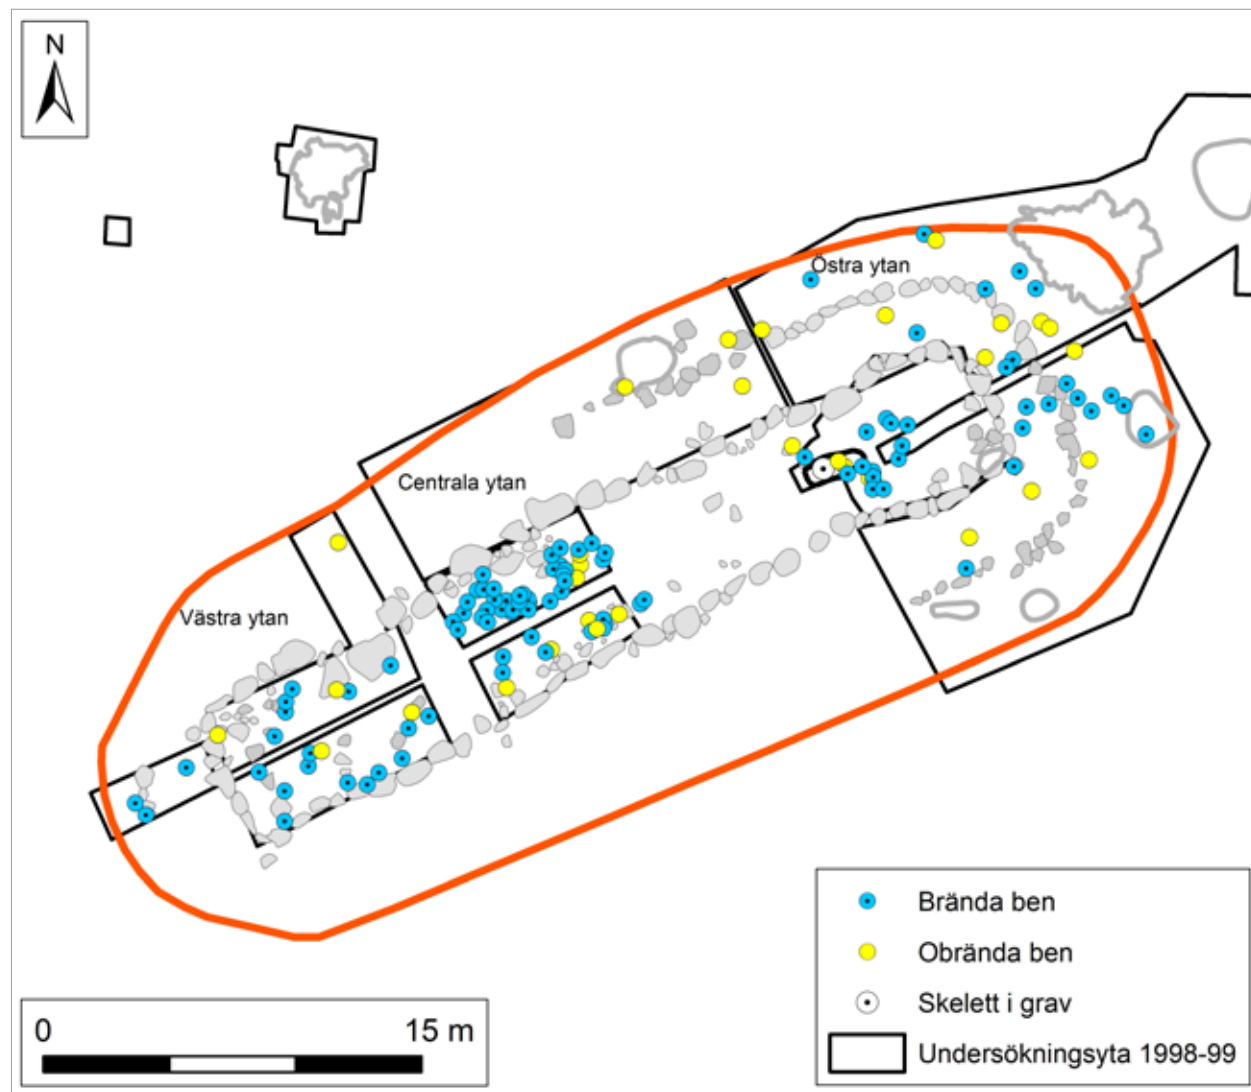 N
Östra ytan
Centrala ytan
Västra ytan
Brända ben
Obrända ben
Skelett i grav
Undersökningsyta 1998-99
0 15 m